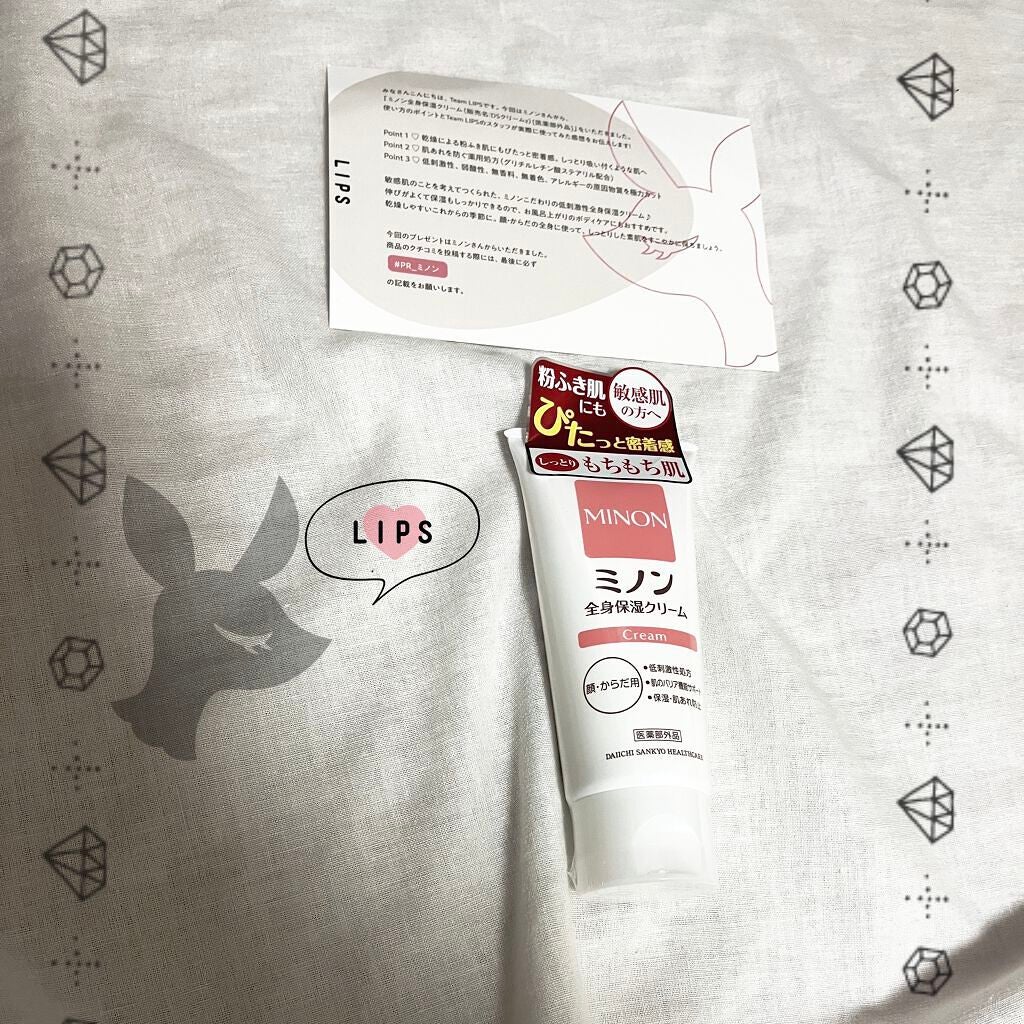 みなさんこんにちは、Team LIPSです。今回はミノンさんから、
「ミノン全身保湿クリーム(販売名:DSクリームz)[医薬部外品]」をいただきました。
使い方のポイントとTeam LIPSのスタッフが実際に使ってみた感想をお伝えします!
Point 1 ♡ 乾燥による粉ふき肌にもぴたっと密着感。しっとり吸い付くような肌へ
Point 2 ♡ 肌あれを防ぐ薬用処方(グリチルレチン酸ステアリル配合)
Point 3 ♡ 低刺激性、弱酸性、無香料、無着色、アレルギーの原因物質を極力カット
敏感肌のことを考えてつくられた、ミノンこだわりの低刺激性全身保湿クリーム♪
伸びがよくて保湿もしっかりできるので、お風呂上がりのボディケアにもおすすめです。
乾燥しやすいこれからの季節に。顔・からだの全身に使って、しっとりした素肌をすこやかに保ちましょう。
今回のプレゼントはミノンさんからいただきました。
商品のクチコミを投稿する際には、最後に必ず
#PR_ミノン
の記載をお願いします。
LIPS
粉ふき肌
にも
ぴたっと密着感
敏感肌
の方へ
しっとり もちもち肌
MINON
ミノン
全身保湿クリーム
Cream
顔・からだ用
•低刺激性処方
•肌のバリア機能サポート
•保湿・肌あれ防止
医薬部外品
DAIICHI SANKYO HEALTHCARE
LIPS